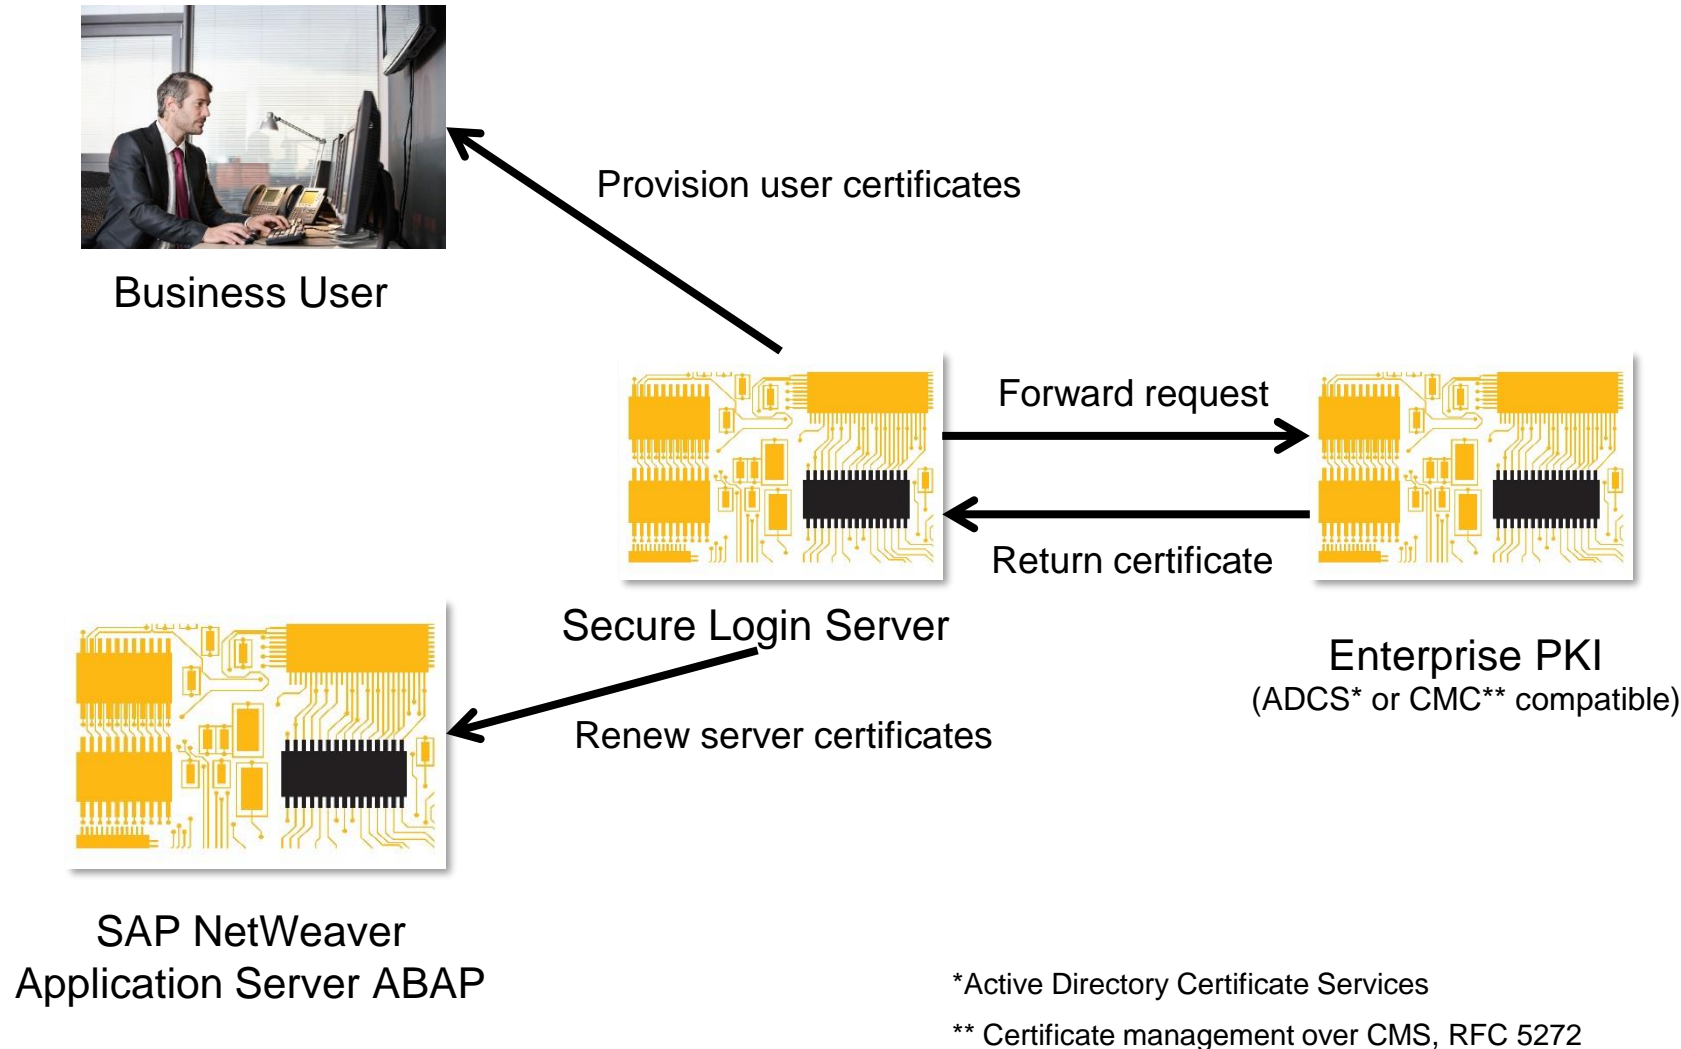 Provision user certificates
Business User
Forward request
Return certificate
Secure Login Server
Enterprise PKI
(ADCS* or CMC** compatible)
Renew server certificates
SAP NetWeaver
Application Server ABAP
*Active Directory Certificate Services
** Certificate management over CMS, RFC 5272